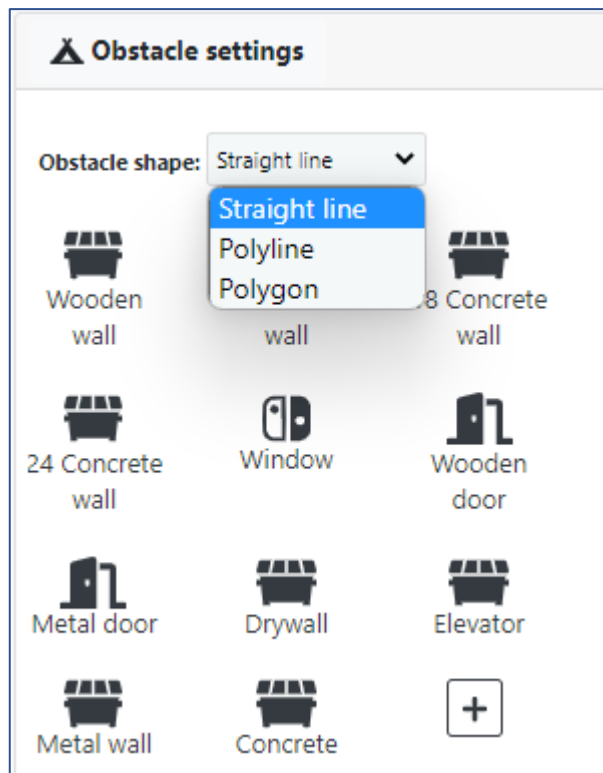 Obstacle settings
Obstacle shape: Straight line
Straight line
Polyline
Polygon
Wooden
wall
wall
8 Concrete
wall
24 Concrete
wall
Window
Wooden
door
Metal door
Drywall
Elevator
Metal wall
Concrete